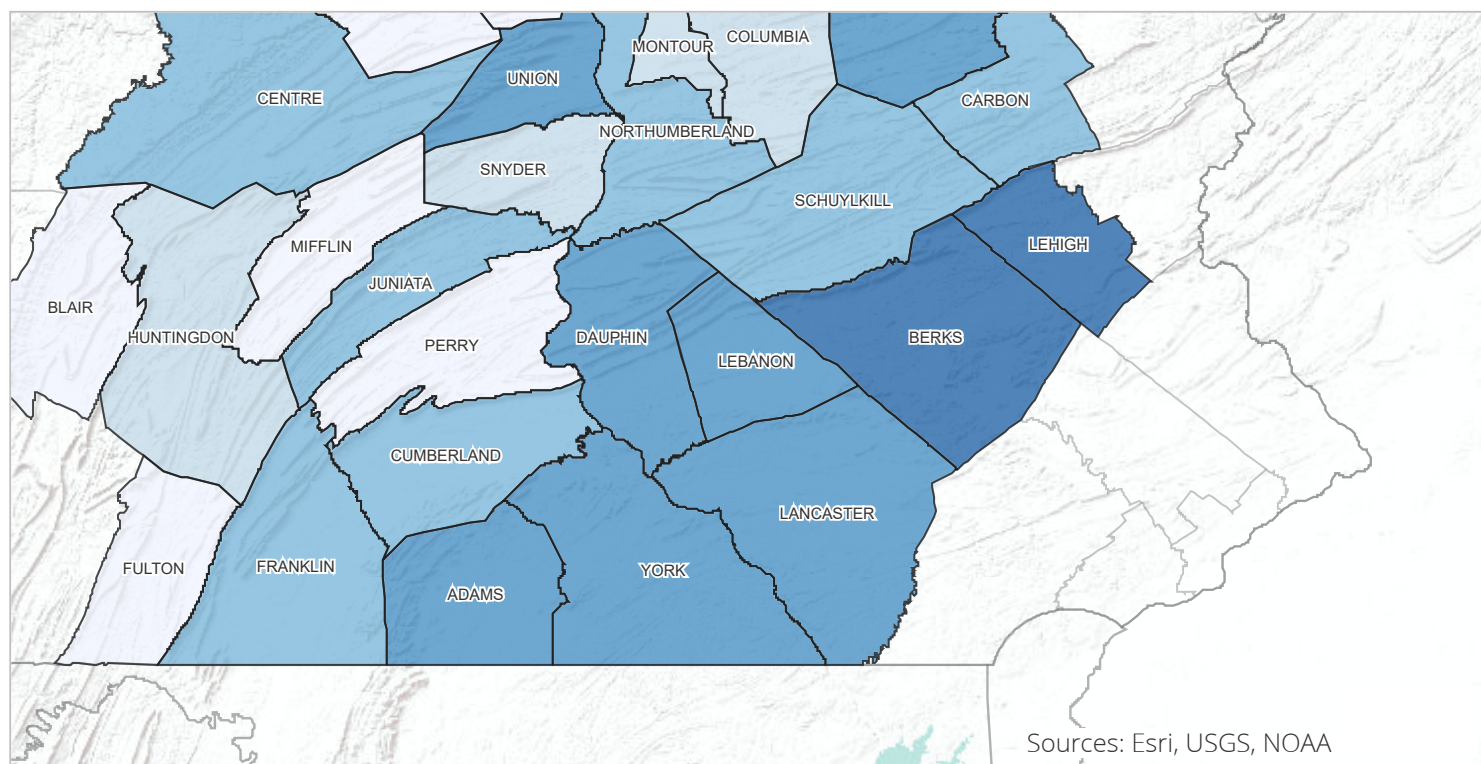 COLUMBIA
MONTOUR
UNION
CENTRE
CARBON
NORTHUMBERLAND
SNYDER
SCHUYLKILL
MIFFLIN
LEHIGH
JUNIATA
BLAIR
HUNTINGDON
PERRY
DAUPHIN
BERKS
LEBANON
CUMBERLAND
LANCASTER
FULTON
FRANKLIN
YORK
ADAMS
Sources: Esri, USGS, NOAA